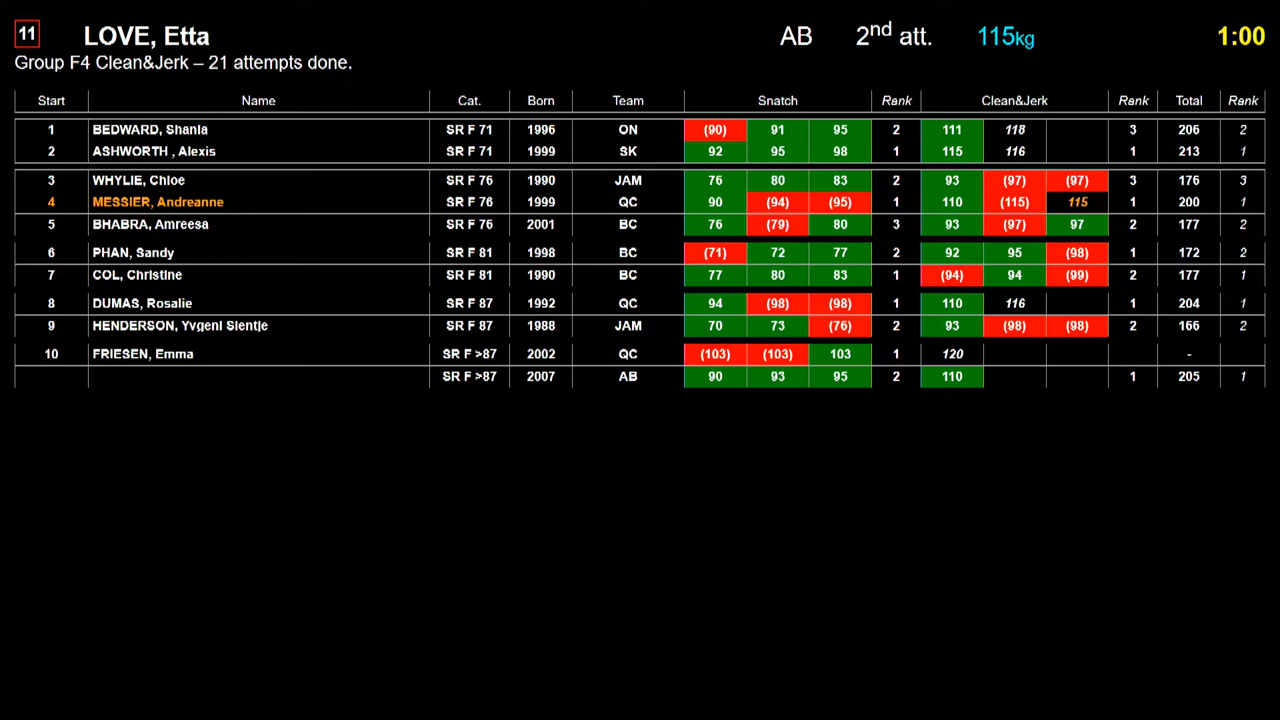 11 LOVE, Etta AB 2nd att. 115kg 1:00
Group F4 Clean&Jerk – 21 attempts done.
Start Name Cat. Born Team Snatch Rank Clean&Jerk Rank Total Rank
1 BEDWARD, Shania SR F 71 1996 ON (90) 91 95 2 111 118 3 206 2
2 ASHWORTH , Alexis SR F 71 1999 SK 92 95 98 1 115 116 1 213 1
3 WHYLIE, Chloe SR F 76 1990 JAM 76 80 83 2 93 (97) (97) 3 176 3
4 MESSIER, Andreanne SR F 76 1999 QC 90 (94) (95) 1 110 (115) 115 1 200 1
5 BHABRA, Amreesa SR F 76 2001 BC 76 (79) 80 3 93 (97) 97 2 177 2
6 PHAN, Sandy SR F 81 1998 BC (71) 72 77 2 92 95 (98) 1 172 2
7 COL, Christine SR F 81 1990 BC 77 80 83 1 (94) 94 (99) 2 177 1
8 DUMAS, Rosalie SR F 87 1992 QC 94 (98) (98) 1 110 116 1 204 1
9 HENDERSON, Yvgeni Sientje SR F 87 1988 JAM 70 73 (76) 2 93 (98) (98) 2 166 2
10 FRIESEN, Emma SR F >87 2002 QC (103) (103) 103 1 120 -
SR F >87 2007 AB 90 93 95 2 110 1 205 1